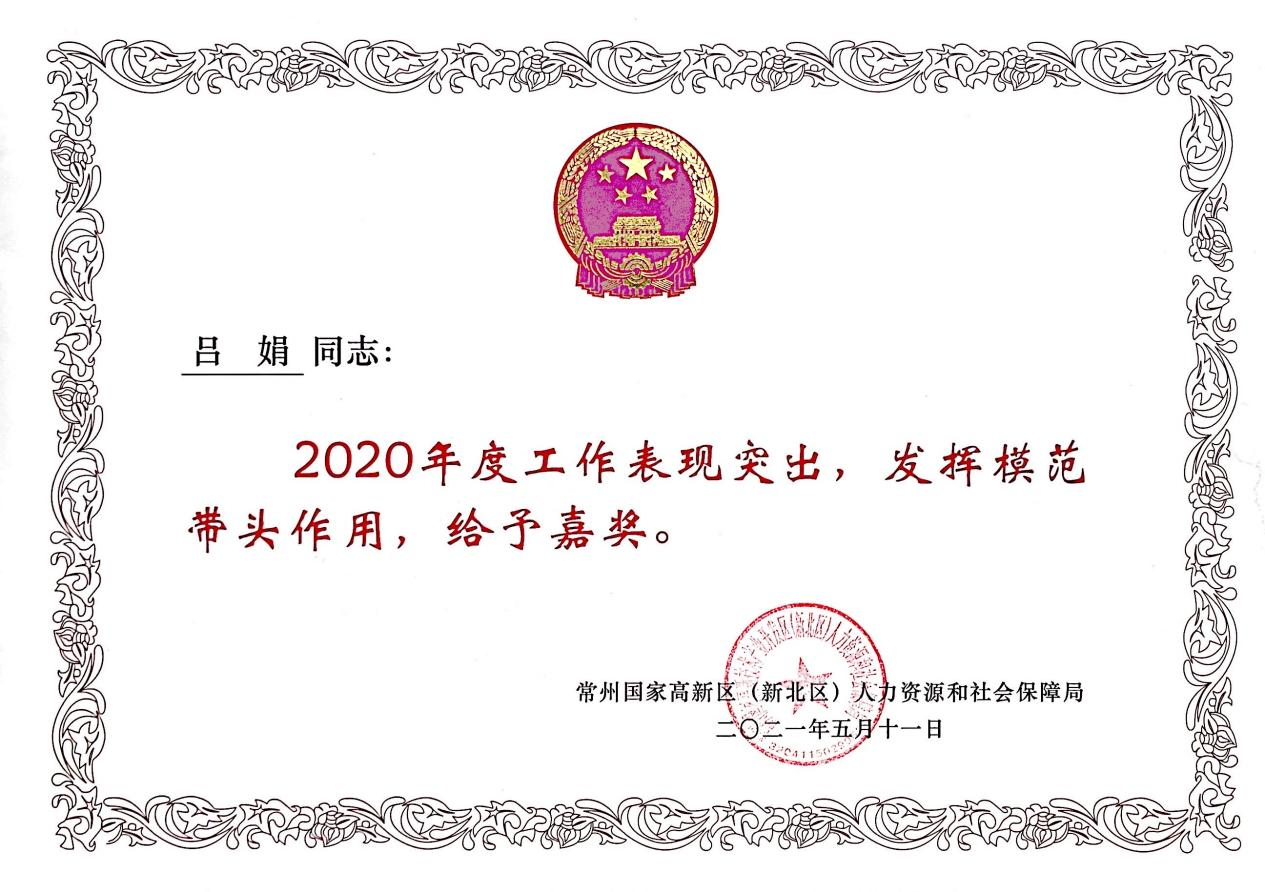 吕 娟 同志：
2020年度工作表现突出，发挥模范
带头作用，给予嘉奖。
常州国家高新区（新北区）人力资源和社会保障局
二〇二一年五月十一日